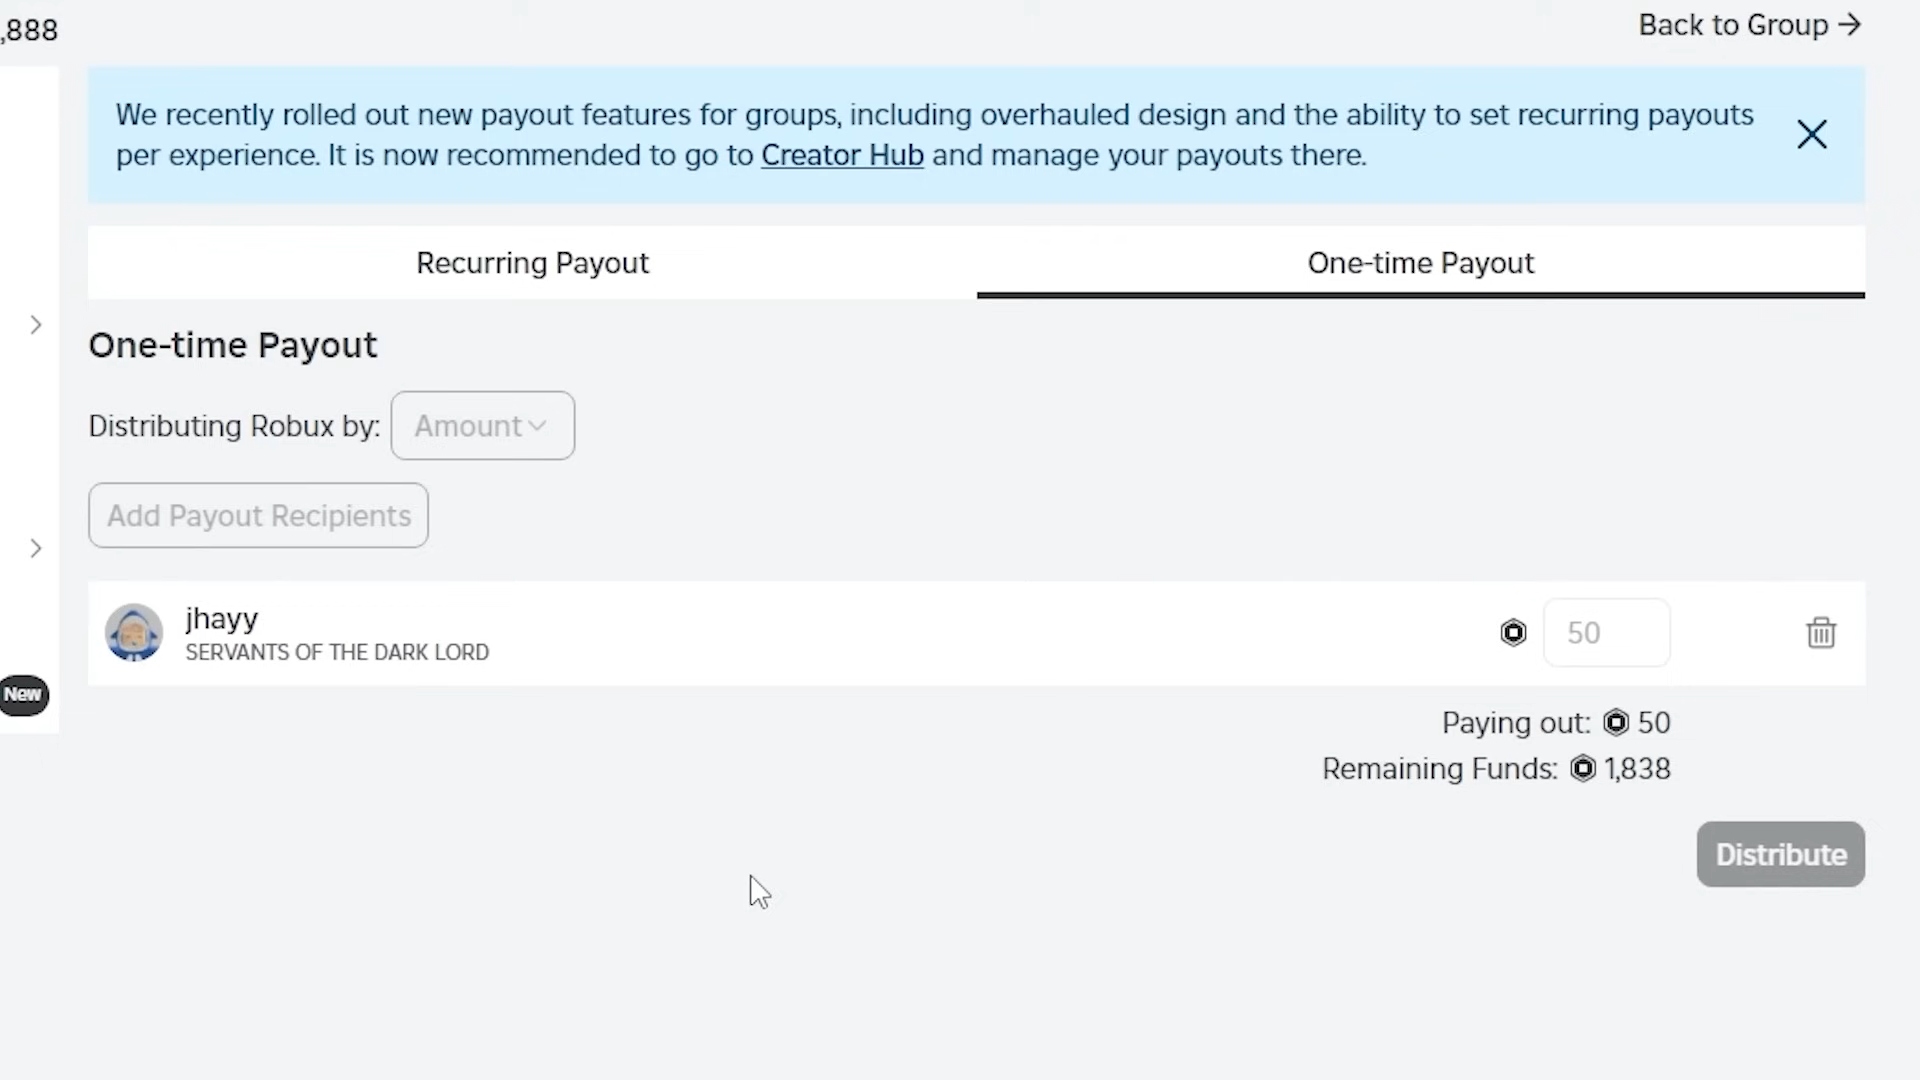 ,888
Back to Group
We recently rolled out new payout features for groups, including overhauled design and the ability to set recurring payouts
per experience. It is now recommended to go to Creator Hub and manage your payouts there.
Recurring Payout
One-time Payout
One-time Payout
Distributing Robux by: Amount
Add Payout Recipients
jhayy
SERVANTS OF THE DARK LORD
50
New
Paying out: 50
Remaining Funds: 1,838
Distribute